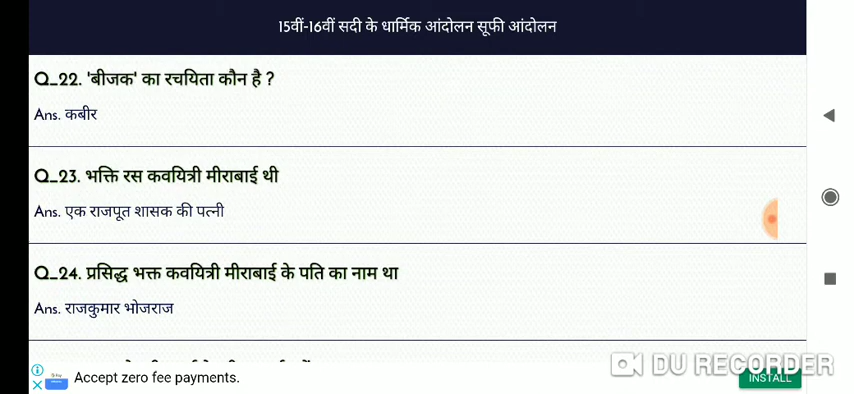 15वीं-16वीं सदी के धार्मिक आंदोलन सूफी आंदोलन
Q_22. 'बीजक' का रचयिता कौन है ?
Ans. कबीर
Q_23. भक्ति रस कवयित्री मीराबाई थी
Ans. एक राजपूत शासक की पत्नी
Q_24. प्रसिद्ध भक्त कवयित्री मीराबाई के पति का नाम था
Ans. राजकुमार भोजराज
DU RECORDER
Accept zero fee payments.
INSTALL